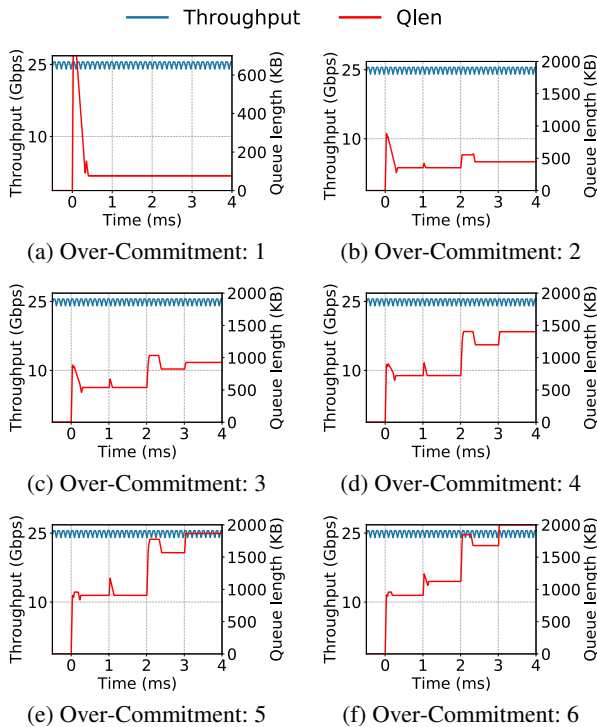 Throughput Qlen
Throughput (Gbps)
25
10
600
450
300
150
0
Queue length (KB)
0 1 2 3 4
Time (ms)
(a) Over-Commitment: 1
Throughput (Gbps)
25
10
2000
1500
1000
500
0
Queue length (KB)
0 1 2 3 4
Time (ms)
(b) Over-Commitment: 2
Throughput (Gbps)
25
10
2000
1500
1000
500
0
Queue length (KB)
0 1 2 3 4
Time (ms)
(c) Over-Commitment: 3
Throughput (Gbps)
25
10
2000
1500
1000
500
0
Queue length (KB)
0 1 2 3 4
Time (ms)
(d) Over-Commitment: 4
Throughput (Gbps)
25
10
2000
1500
1000
500
0
Queue length (KB)
0 1 2 3 4
Time (ms)
(e) Over-Commitment: 5
Throughput (Gbps)
25
10
2000
1500
1000
500
0
Queue length (KB)
0 1 2 3 4
Time (ms)
(f) Over-Commitment: 6